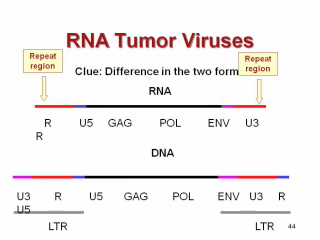 RNA Tumor Viruses
Repeat
region
Repeat
region
Clue: Difference in the two form
RNA
R U5 GAG POL ENV U3
R
DNA
U3 R U5 GAG POL ENV U3 R
U5
LTR LTR
44